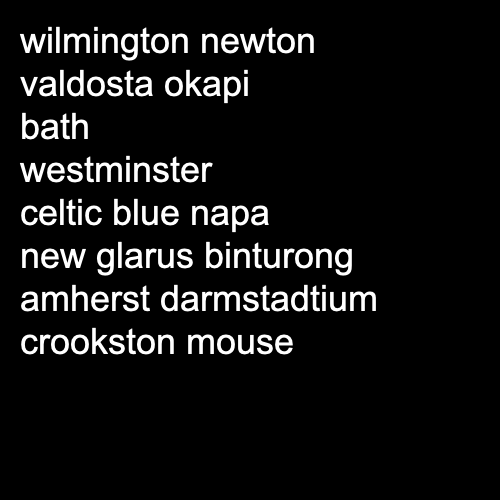 wilmington newton
valdosta okapi
bath
westminster
celtic blue napa
new glarus binturong
amherst darmstadtium
crookston mouse